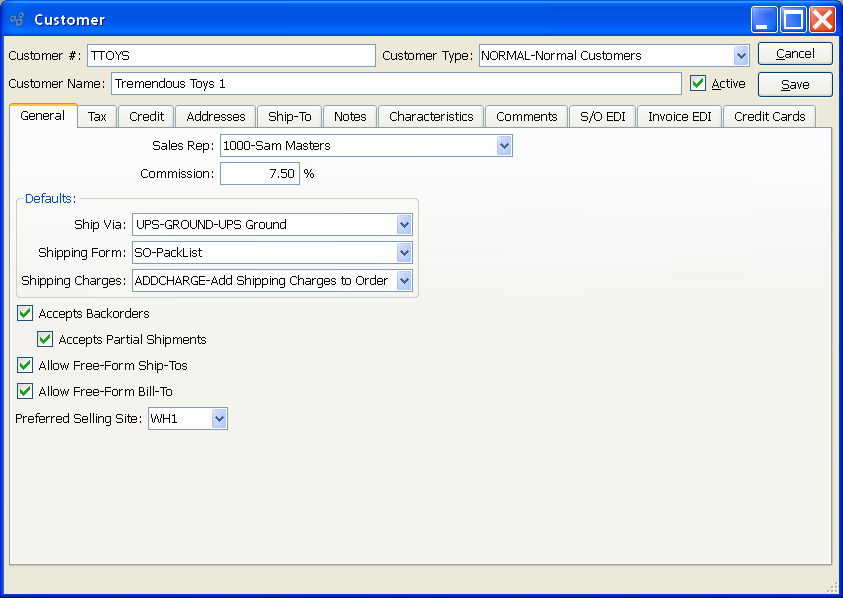 Customer
Customer #: TTOYS Customer Type: NORMAL-Normal Customers Cancel
Customer Name: Tremendous Toys 1 Active Save
General Tax Credit Addresses Ship-To Notes Characteristics Comments S/O EDI Invoice EDI Credit Cards
Sales Rep: 1000-Sam Masters
Commission: 7.50 %
Defaults:
Ship Via: UPS-GROUND-UPS Ground
Shipping Form: SO-PackList
Shipping Charges: ADDCHARGE-Add Shipping Charges to Order
Accepts Backorders
Accepts Partial Shipments
Allow Free-Form Ship-Tos
Allow Free-Form Bill-To
Preferred Selling Site: WH1